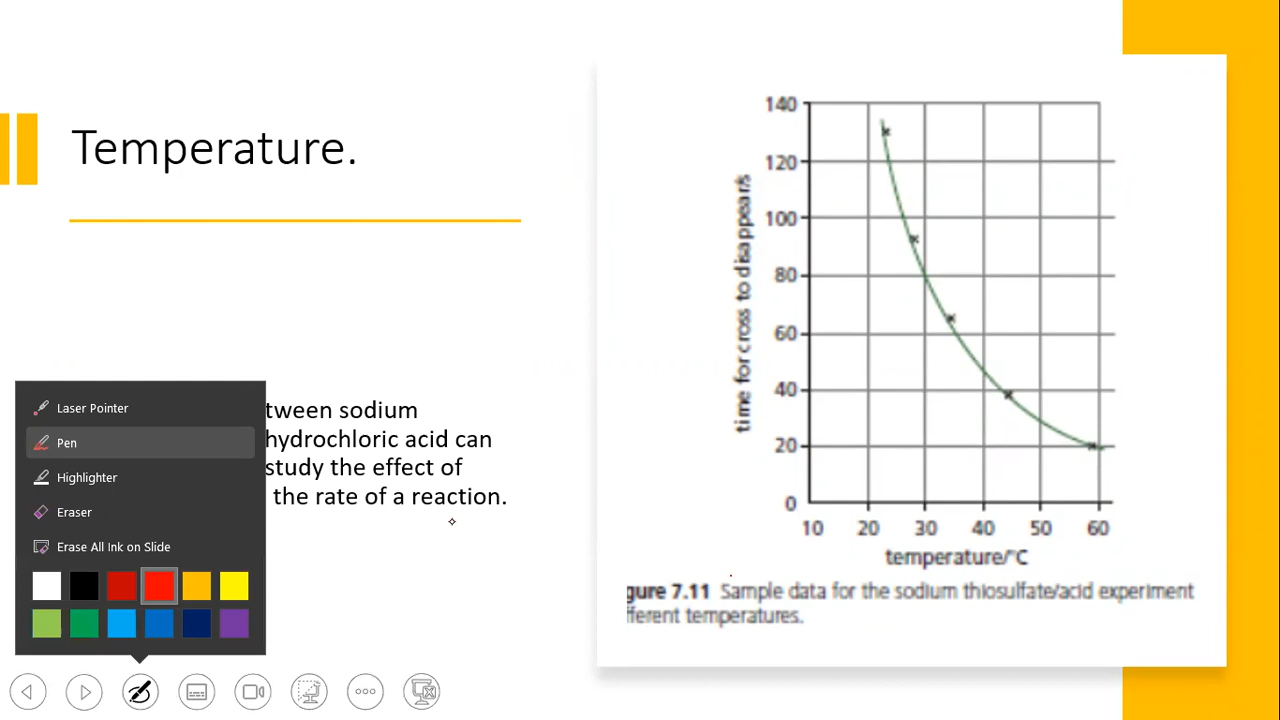 Temperature.
Laser Pointer
Pen
Highlighter
Eraser
Erase All Ink on Slide
tween sodium
hydrochloric acid can
study the effect of
the rate of a reaction.
time for cross to disappear/s
140
120
100
80
60
40
20
0
10 20 30 40 50 60
temperature/°C
gure 7.11 Sample data for the sodium thiosulfate/acid experiment
fferent temperatures.